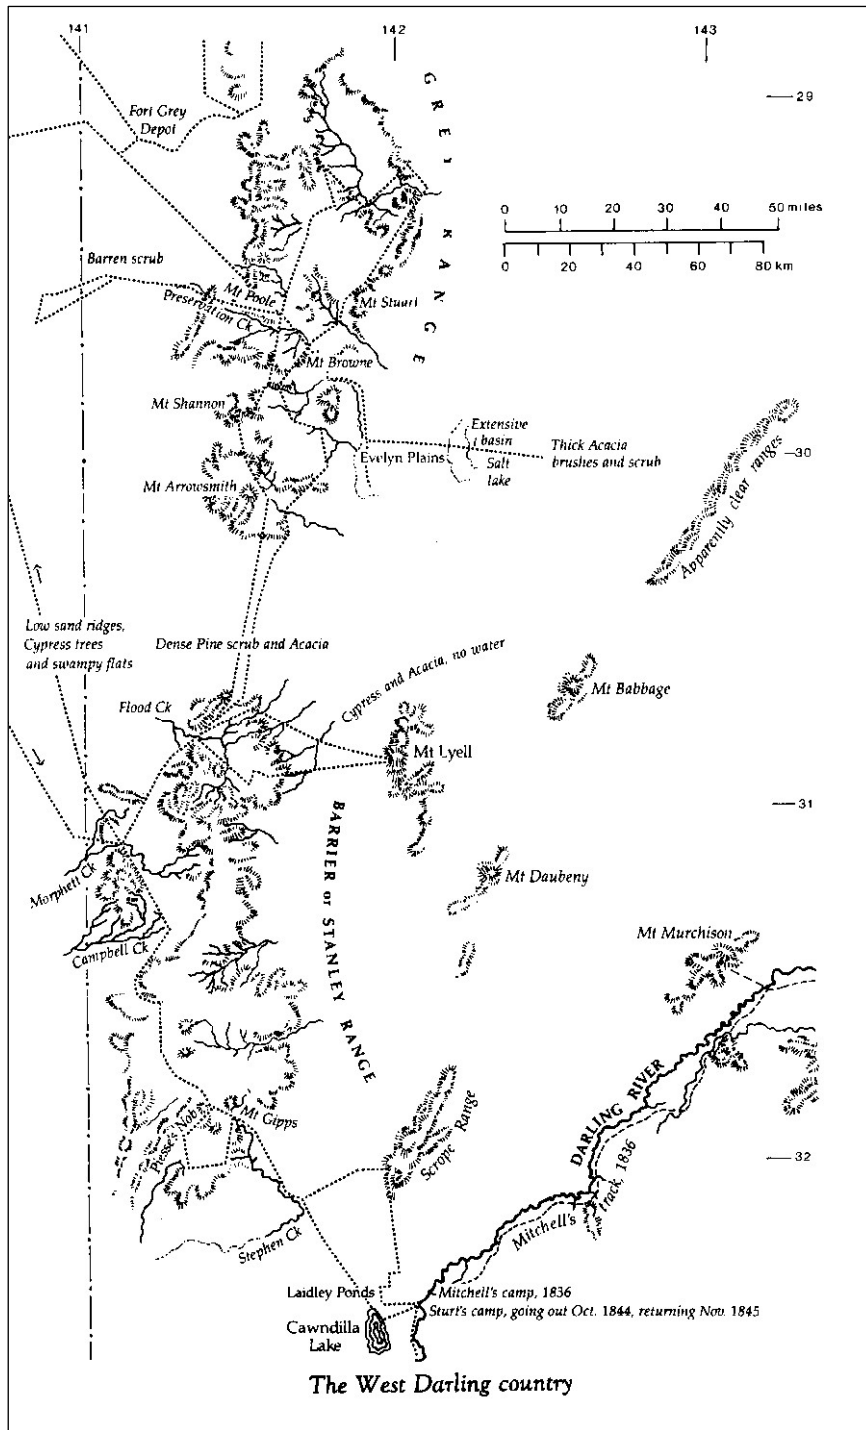 141
142
143
GREY RANGE
29
Fort Grey
Depot
0 10 20 30 40 50 miles
0 20 40 60 80 km
Barren scrub
Mt Poole
Preservation Ck
Mt Stuart
Mt Browne
Mt Shannon
Extensive
basin
Salt
lake
Evelyn Plains
Thick Acacia
brushes and scrub
30
Apparently clear ranges
Mt Arrowsmith
Low sand ridges,
Cypress trees
and swampy flats
Dense Pine scrub and Acacia
Cypress and Acacia, no water
Mt Babbage
Flood Ck
Mt Lyell
31
BARRIER or STANLEY RANGE
Morphett Ck
Mt Daubeny
Campbell Ck
Mt Murchison
DARLING RIVER
Mt Gipps
Piesse's Nob
Scrope Range
32
Mitchell's track, 1836
Stephen Ck
Laidley Ponds
Mitchell's camp, 1836
Sturt's camp, going out Oct. 1844, returning Nov. 1845
Cawndilla
Lake
The West Darling country